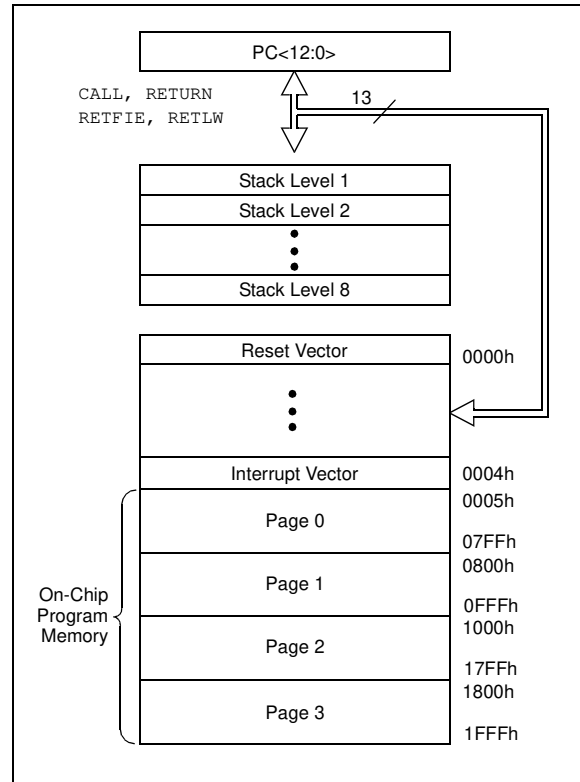 PC<12:0>
CALL, RETURN
RETFIE, RETLW
13
Stack Level 1
Stack Level 2
Stack Level 8
Reset Vector
0000h
Interrupt Vector
0004h
0005h
Page 0
07FFh
0800h
Page 1
0FFFh
On-Chip
Program
Memory
1000h
Page 2
17FFh
1800h
Page 3
1FFFh